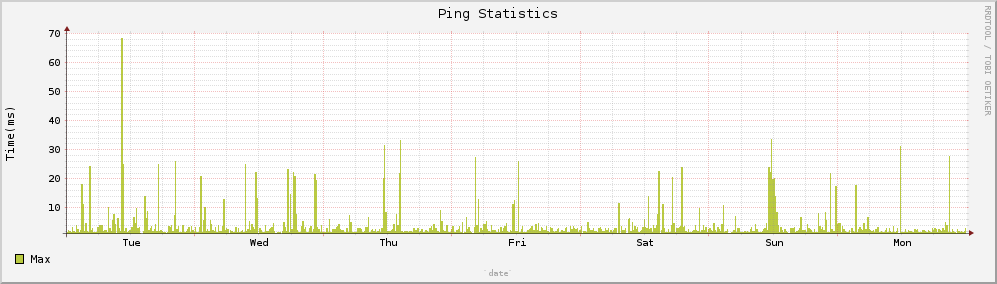 Ping Statistics
RRDTOOL / TOBI OETIKER
Time(ms)
70
60
50
40
30
20
10
Tue Wed Thu Fri Sat Sun Mon
Max
`date`